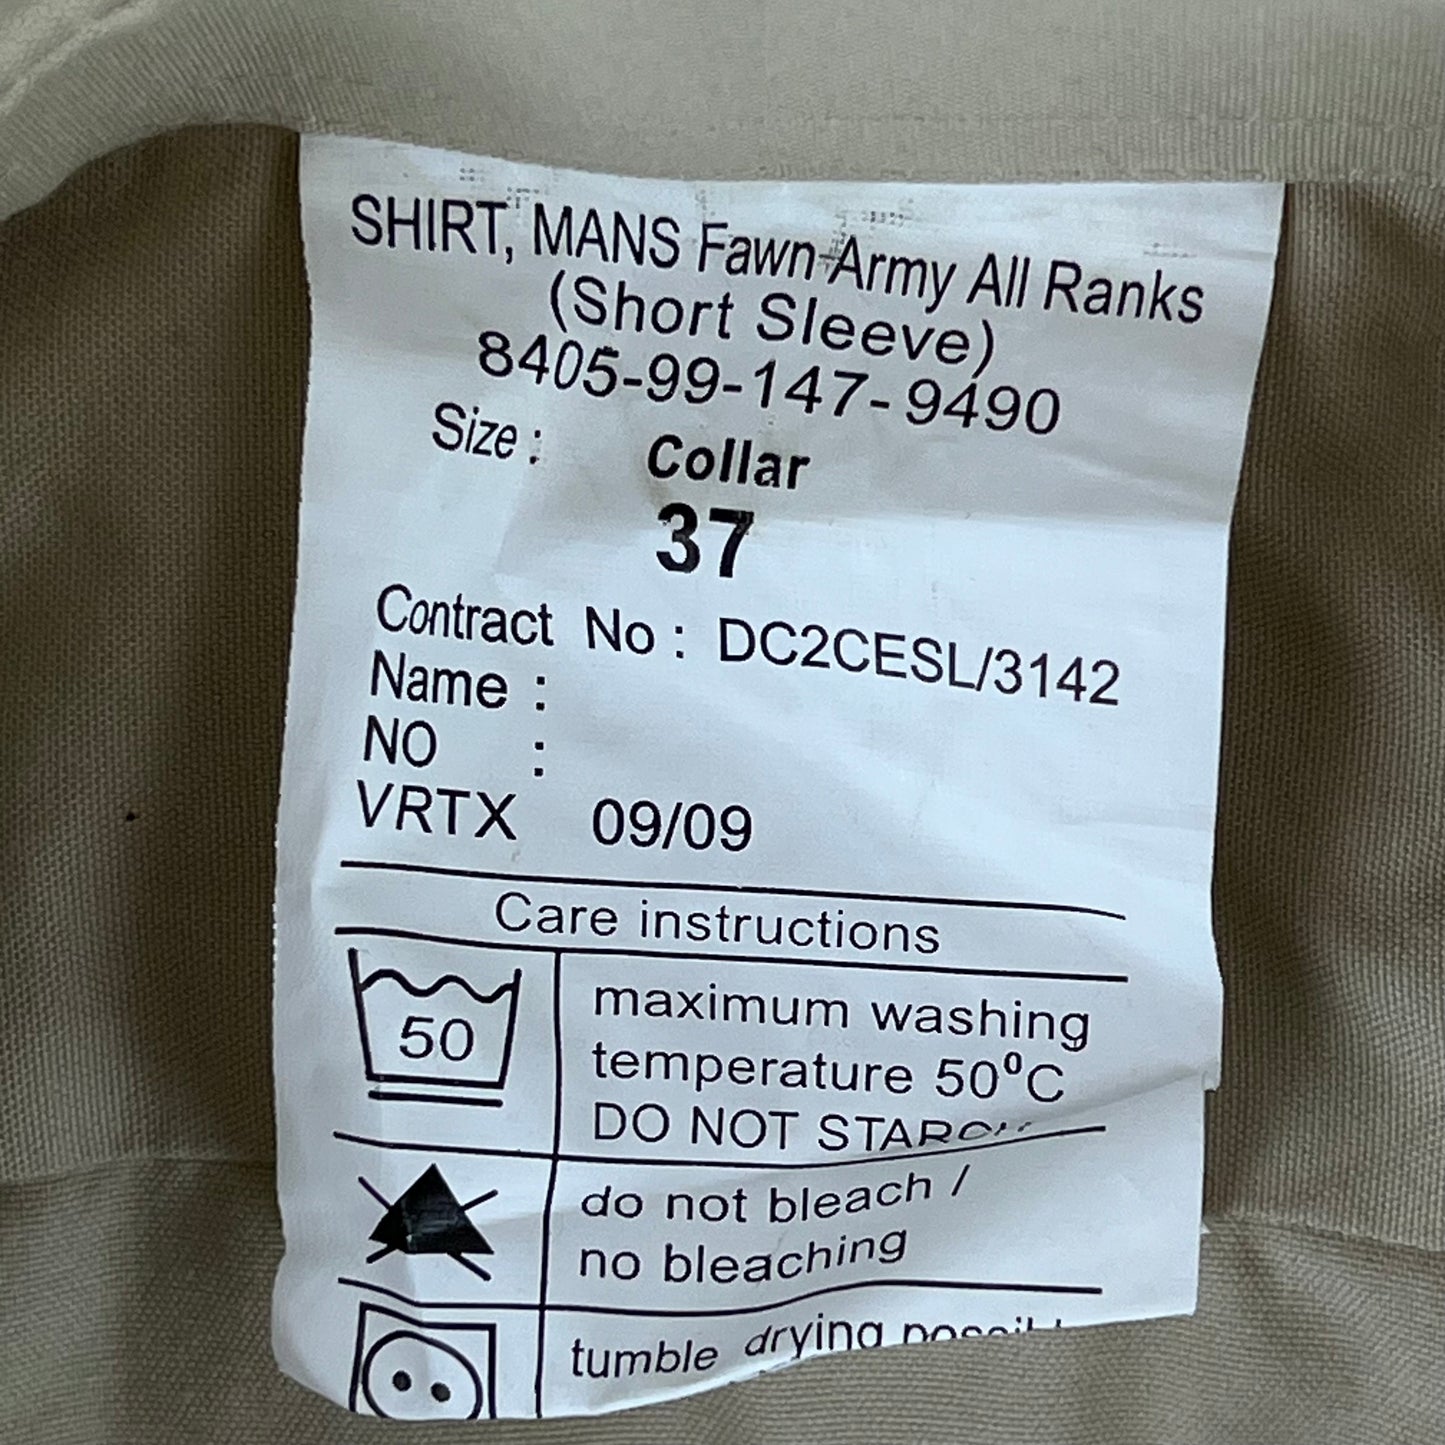 SHIRT, MANS Fawn-Army All Ranks
(Short Sleeve)
8405-99-147-9490
Size : Collar
37
Contract No : DC2CESL/3142
Name :
NO :
VRTX 09/09
Care instructions
50
maximum washing
temperature 50⁰C
DO NOT STARCH
do not bleach /
no bleaching
tumble drying